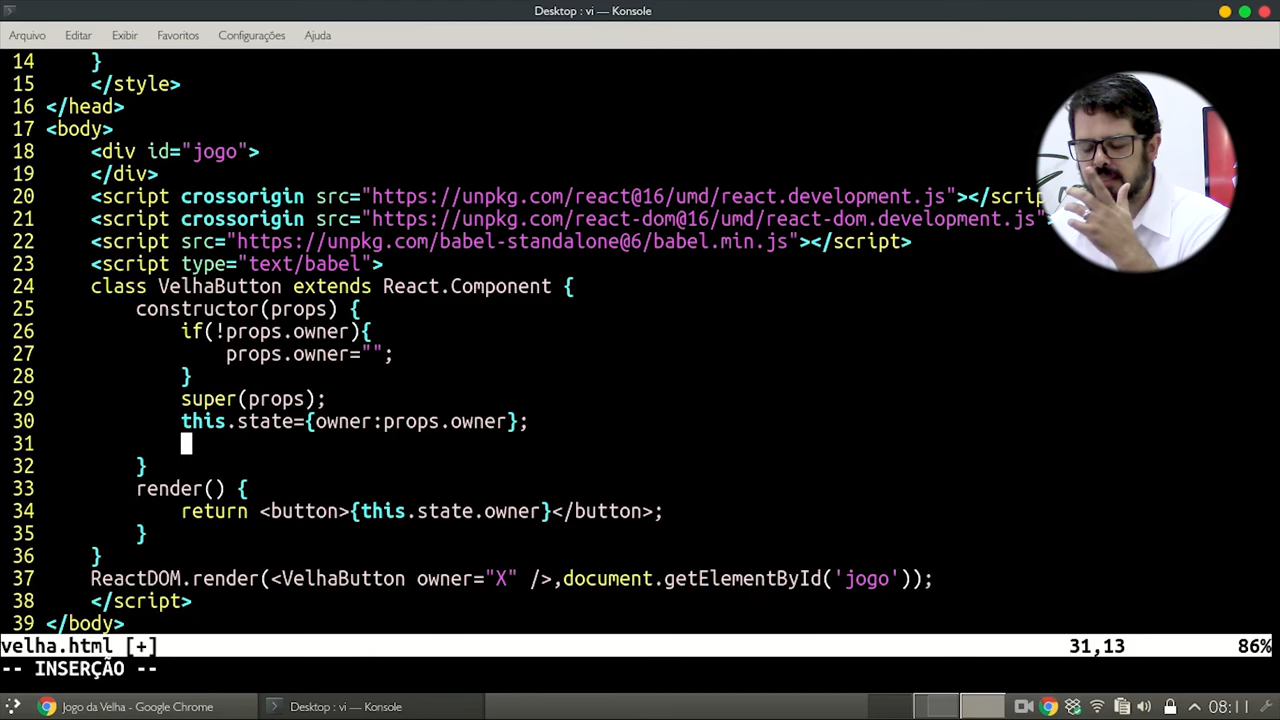 Desktop : vi — Konsole
Arquivo Editar Exibir Favoritos Configurações Ajuda
14 }
15 </style>
16 </head>
17 <body>
18 <div id="jogo">
19 </div>
20 <script crossorigin src="https://unpkg.com/react@16/umd/react.development.js"></scrip
21 <script crossorigin src="https://unpkg.com/react-dom@16/umd/react-dom.development.js">
22 <script src="https://unpkg.com/babel-standalone@6/babel.min.js"></script>
23 <script type="text/babel">
24 class VelhaButton extends React.Component {
25 constructor(props) {
26 if(!props.owner){
27 props.owner="";
28 }
29 super(props);
30 this.state={owner:props.owner};
31
32 }
33 render() {
34 return <button>{this.state.owner}</button>;
35 }
36 }
37 ReactDOM.render(<VelhaButton owner="X" />,document.getElementById('jogo'));
38 </script>
39 </body>
velha.html [+] 31,13 86%
-- INSERÇÃO --
Jogo da Velha - Google Chrome Desktop : vi — Konsole 08:11